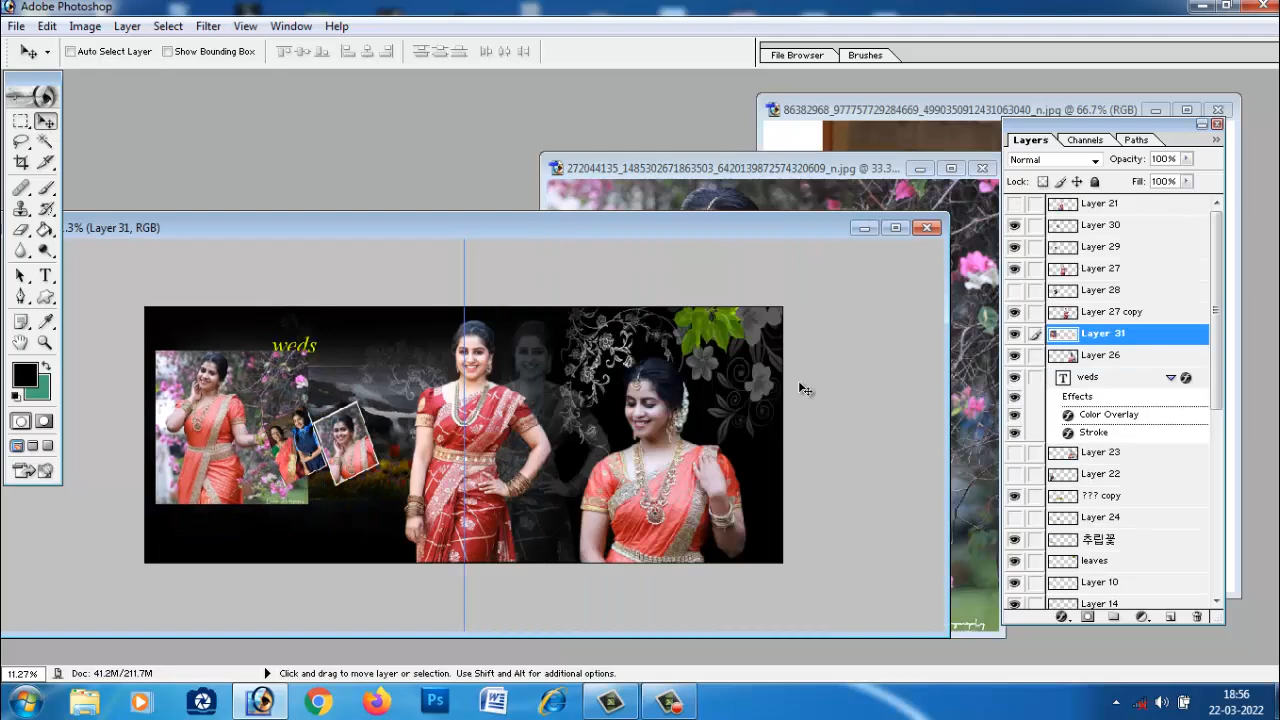 Adobe Photoshop
File Edit Image Layer Select Filter View Window Help
Auto Select Layer Show Bounding Box
File Browser Brushes
86382968_977757729284669_4990350912431063040_n.jpg @ 66.7% (RGB)
Layers Channels Paths
Normal Opacity: 100%
272044135_1485302671863503_6420139872574320609_n.jpg @ 33.3...
Lock: Fill: 100%
Layer 21
.3% (Layer 31, RGB)
Layer 30
Layer 29
Layer 27
Layer 28
Layer 27 copy
Layer 31
weds
Layer 26
weds
Effects
Color Overlay
Stroke
Layer 23
Layer 22
??? copy
Layer 24
추립꽃
leaves
Layer 10
Layer 14
11.27% Doc: 41.2M/211.7M Click and drag to move layer or selection. Use Shift and Alt for additional options.
Ps
18:56
22-03-2022